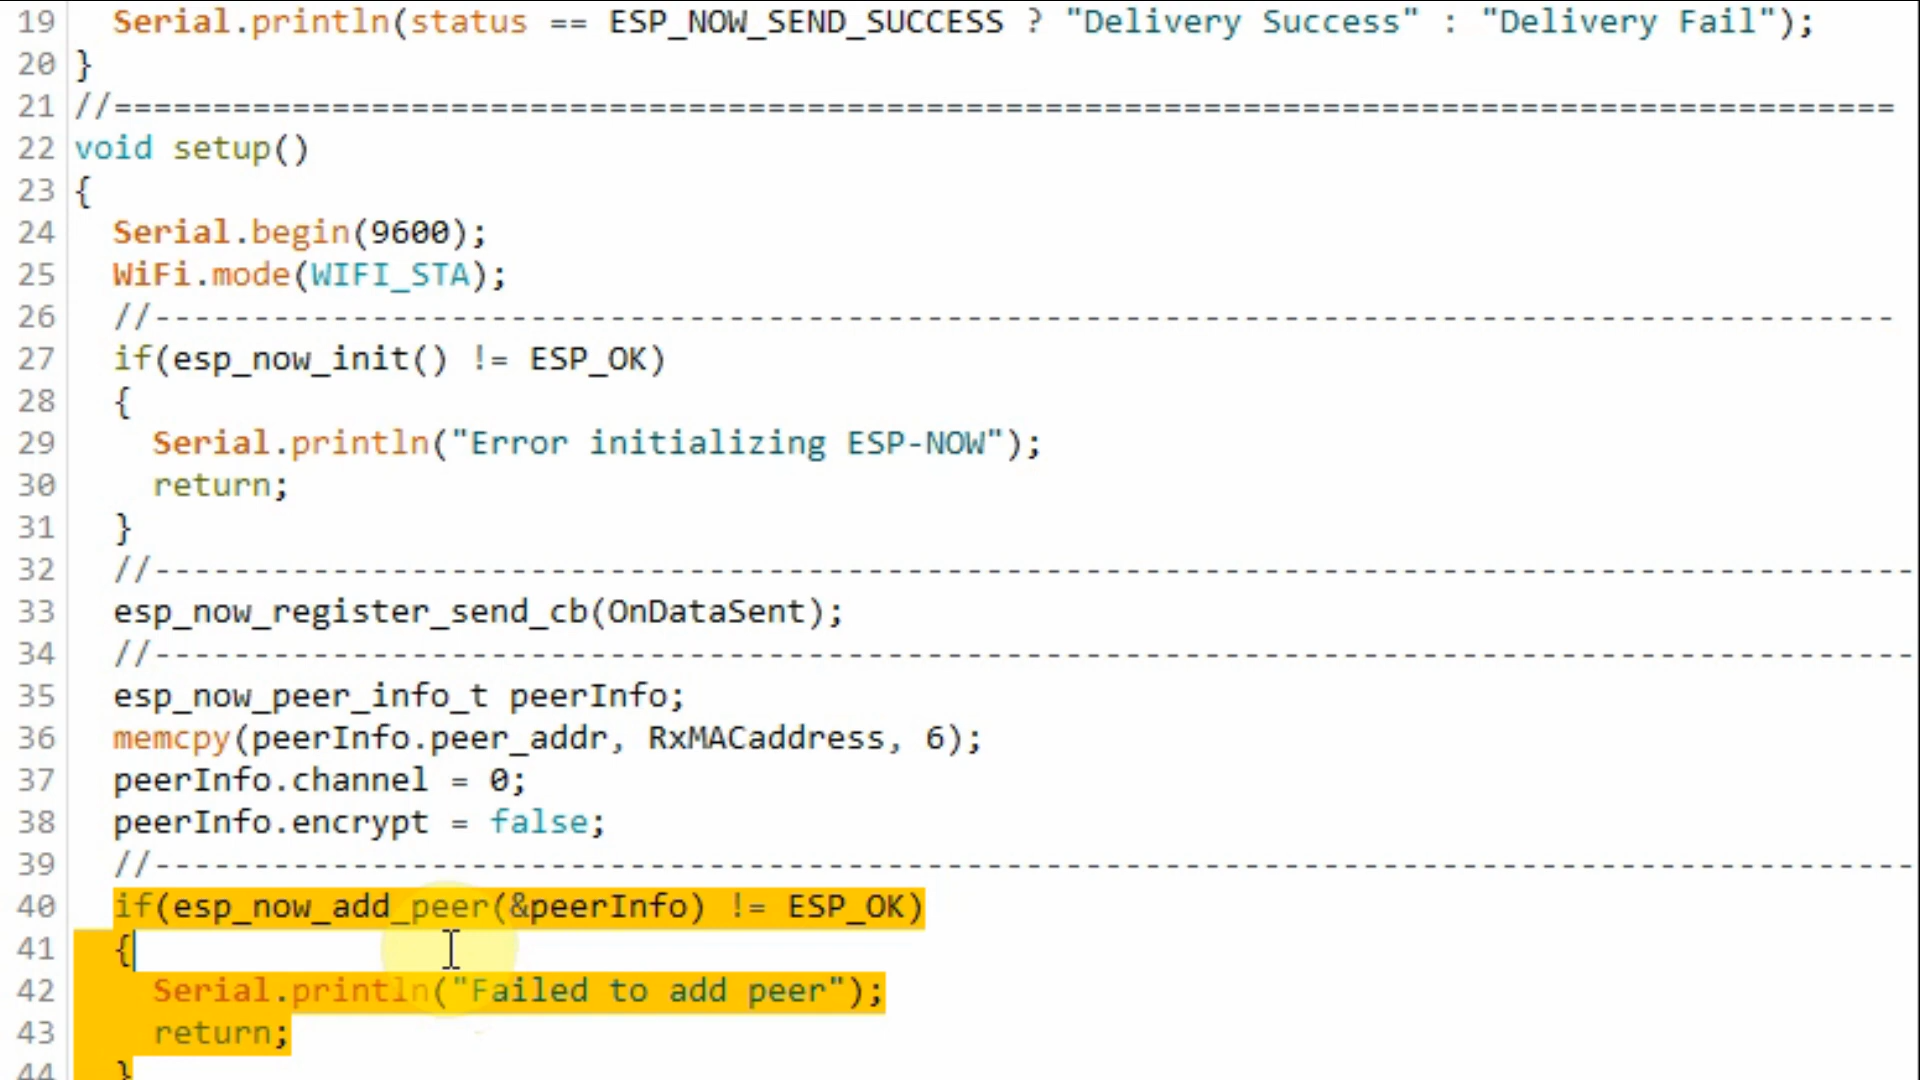 19 Serial.println(status == ESP_NOW_SEND_SUCCESS ? "Delivery Success" : "Delivery Fail");
20 }
21 //==========================================================================================
22 void setup()
23 {
24 Serial.begin(9600);
25 WiFi.mode(WIFI_STA);
26 //----------------------------------------------------------------------------------------
27 if(esp_now_init() != ESP_OK)
28 {
29 Serial.println("Error initializing ESP-NOW");
30 return;
31 }
32 //-----------------------------------------------------------------------------------------
33 esp_now_register_send_cb(OnDataSent);
34 //-----------------------------------------------------------------------------------------
35 esp_now_peer_info_t peerInfo;
36 memcpy(peerInfo.peer_addr, RxMACaddress, 6);
37 peerInfo.channel = 0;
38 peerInfo.encrypt = false;
39 //-----------------------------------------------------------------------------------------
40 if(esp_now_add_peer(&peerInfo) != ESP_OK)
41 {
42 Serial.println("Failed to add peer");
43 return;
44 }